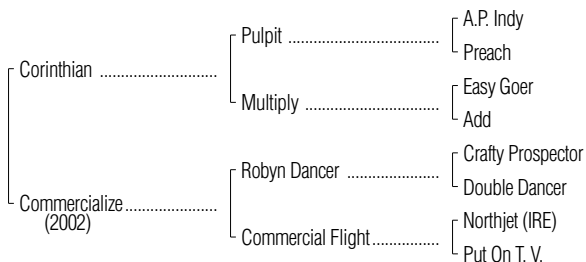 A.P. Indy
Pulpit
Preach
Corinthian
Easy Goer
Multiply
Add
Crafty Prospector
Robyn Dancer
Double Dancer
Commercialize
(2002)
Northjet (IRE)
Commercial Flight
Put On T. V.